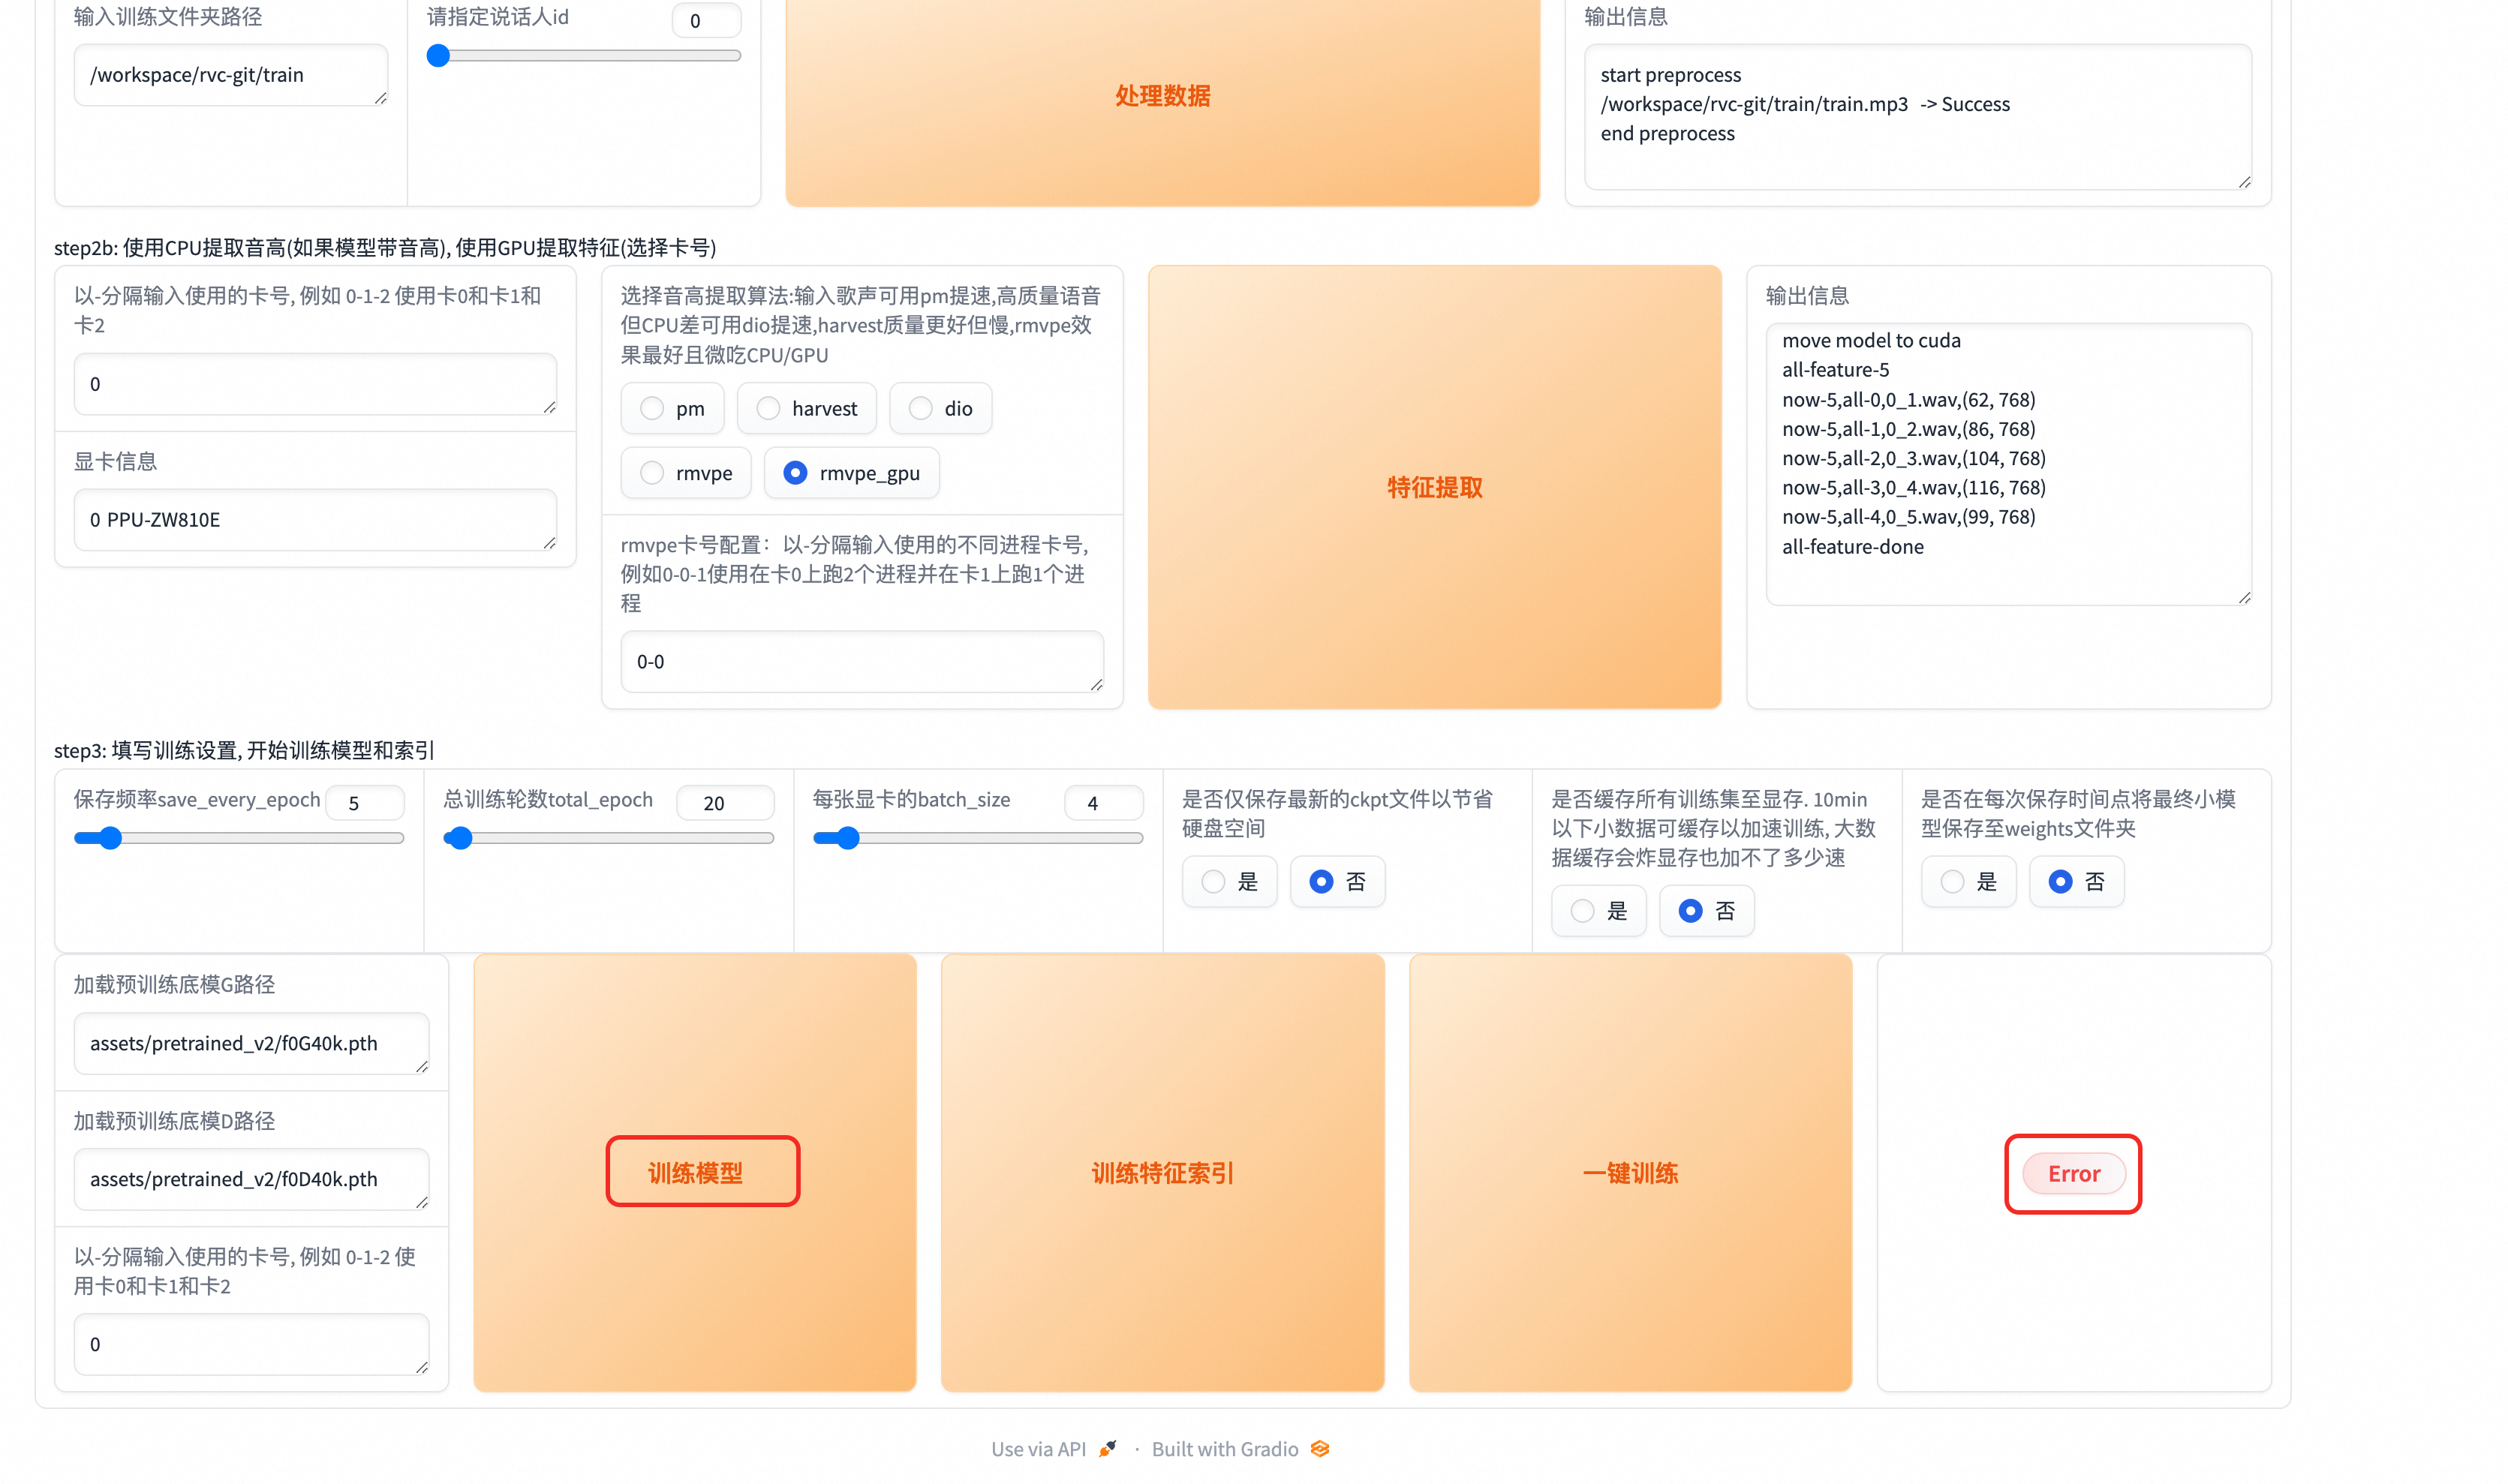 输入训练文件夹路径
/workspace/rvc-git/train
请指定说话人id
0
处理数据
输出信息
start preprocess
/workspace/rvc-git/train/train.mp3 -> Success
end preprocess
step2b: 使用CPU提取音高(如果模型带音高), 使用GPU提取特征(选择卡号)
以-分隔输入使用的卡号, 例如 0-1-2 使用卡0和卡1和
卡2
0
显卡信息
0 PPU-ZW810E
选择音高提取算法:输入歌声可用pm提速,高质量语音
但CPU差可用dio提速,harvest质量更好但慢,rmvpe效
果最好且微吃CPU/GPU
pm
harvest
dio
rmvpe
rmvpe_gpu
rmvpe卡号配置：以-分隔输入使用的不同进程卡号,
例如0-0-1使用在卡0上跑2个进程并在卡1上跑1个进
程
0-0
特征提取
输出信息
move model to cuda
all-feature-5
now-5,all-0,0_1.wav,(62, 768)
now-5,all-1,0_2.wav,(86, 768)
now-5,all-2,0_3.wav,(104, 768)
now-5,all-3,0_4.wav,(116, 768)
now-5,all-4,0_5.wav,(99, 768)
all-feature-done
step3: 填写训练设置, 开始训练模型和索引
保存频率save_every_epoch
5
总训练轮数total_epoch
20
每张显卡的batch_size
4
是否仅保存最新的ckpt文件以节省
硬盘空间
是
否
是否缓存所有训练集至显存. 10min
以下小数据可缓存以加速训练, 大数
据缓存会炸显存也加不了多少速
是
否
是否在每次保存时间点将最终小模
型保存至weights文件夹
是
否
加载预训练底模G路径
assets/pretrained_v2/f0G40k.pth
加载预训练底模D路径
assets/pretrained_v2/f0D40k.pth
以-分隔输入使用的卡号, 例如 0-1-2 使
用卡0和卡1和卡2
0
训练模型
训练特征索引
一键训练
Error
Use via API · Built with Gradio